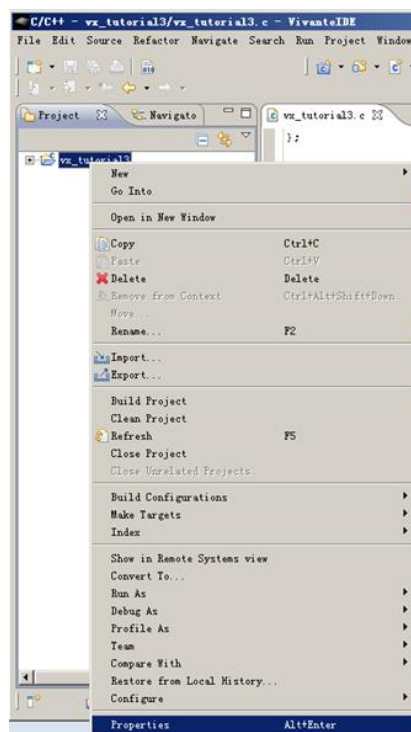 C/C++ - vx_tutorial3/vx_tutorial3.c - VivanteIDE
File Edit Source Refactor Navigate Search Run Project Window
Project Navigato vx_tutorial3.c
};
vx_tutorial3
New
Go Into
Open in New Window
Copy Ctrl+C
Paste Ctrl+V
Delete Delete
Remove from Context Ctrl+Alt+Shift+Down
Move...
Rename... F2
Import...
Export...
Build Project
Clean Project
Refresh F5
Close Project
Close Unrelated Projects
Build Configurations
Make Targets
Index
Show in Remote Systems view
Convert To...
Run As
Debug As
Profile As
Team
Compare With
Restore from Local History...
Configure
Properties Alt+Enter